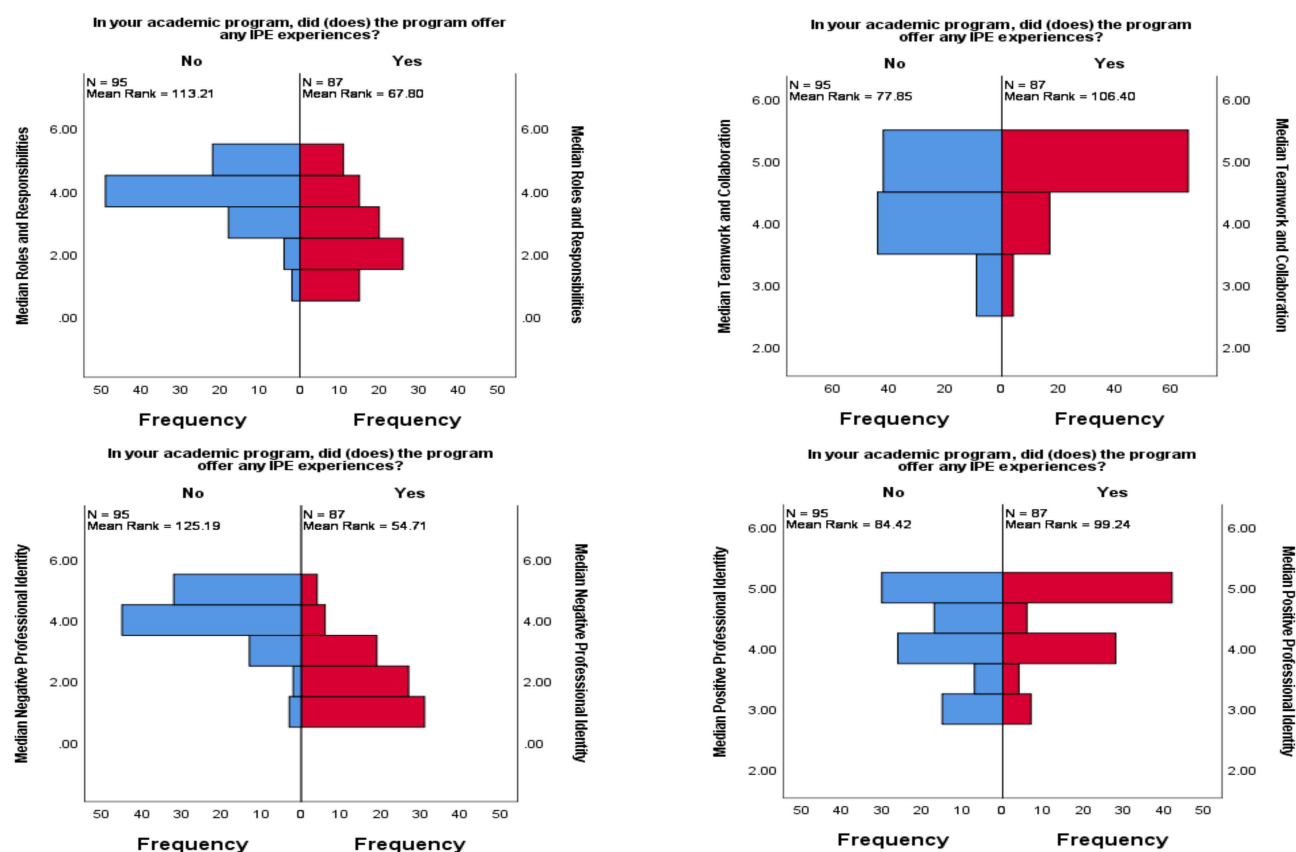 In your academic program, did (does) the program offer
any IPE experiences?
No Yes
N = 95 N = 87
Mean Rank = 113.21 Mean Rank = 67.80
Median Roles and Responsibilities
6.00 6.00
4.00 4.00
2.00 2.00
.00 .00
Median Roles and Responsibilities
50 40 30 20 10 0 10 20 30 40 50
Frequency Frequency
In your academic program, did (does) the program
offer any IPE experiences?
No Yes
N = 95 N = 87
Mean Rank = 77.85 Mean Rank = 106.40
Median Teamwork and Collaboration
6.00 6.00
5.00 5.00
4.00 4.00
3.00 3.00
2.00 2.00
Median Teamwork and Collaboration
60 40 20 0 20 40 60
Frequency Frequency
In your academic program, did (does) the program
offer any IPE experiences?
No Yes
N = 95 N = 87
Mean Rank = 125.19 Mean Rank = 54.71
Median Negative Professional Identity
6.00 6.00
4.00 4.00
2.00 2.00
.00 .00
Median Negative Professional Identity
50 40 30 20 10 0 10 20 30 40 50
Frequency Frequency
In your academic program, did (does) the program
offer any IPE experiences?
No Yes
N = 95 N = 87
Mean Rank = 84.42 Mean Rank = 99.24
Median Positive Professional Identity
6.00 6.00
5.00 5.00
4.00 4.00
3.00 3.00
2.00 2.00
Median Positive Professional Identity
50 40 30 20 10 0 10 20 30 40 50
Frequency Frequency